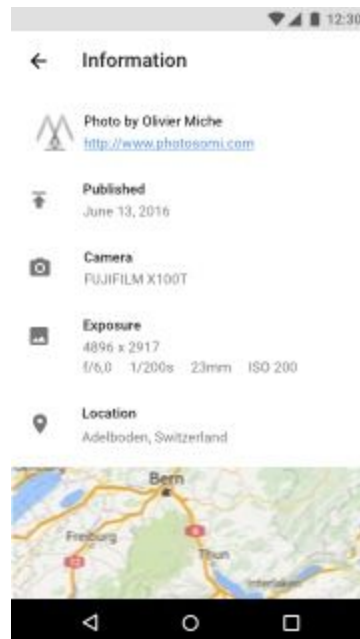 12:30
Information
Photo by Olivier Miche
http://www.photosomi.com
Published
June 13, 2016
Camera
FUJIFILM X100T
Exposure
4896 x 2917
f/6,0 1/200s 23mm ISO 200
Location
Adelboden, Switzerland
Bern
Freiburg
Thun
Interlaken